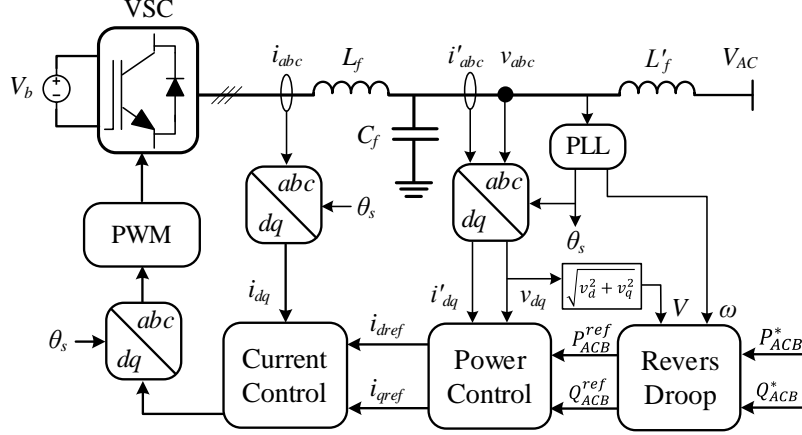 VSC
V_b
i_abc
L_f
i'_abc
v_abc
L'_f
V_AC
C_f
PLL
abc
dq
θ_s
abc
dq
θ_s
PWM
i_dq
i'_dq
v_dq
√(v_d^2 + v_q^2)
V
ω
abc
dq
θ_s
Current
Control
i_dref
i_qref
Power
Control
P_ACB^ref
Q_ACB^ref
Revers
Droop
P_ACB^*
Q_ACB^*